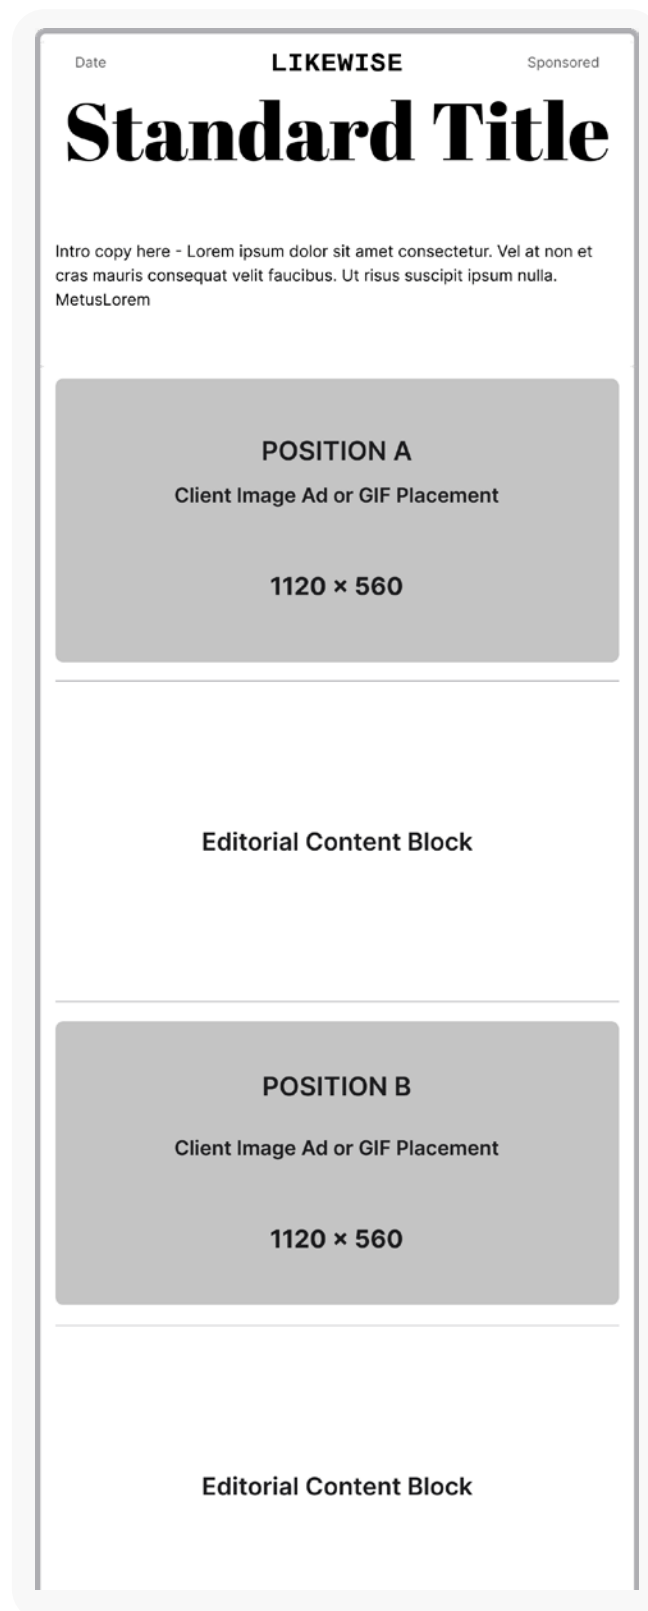 Date
LIKEWISE
Sponsored
Standard Title
Intro copy here - Lorem ipsum dolor sit amet consectetur. Vel at non et
cras mauris consequat velit faucibus. Ut risus suscipit ipsum nulla.
MetusLorem
POSITION A
Client Image Ad or GIF Placement
1120 × 560
Editorial Content Block
POSITION B
Client Image Ad or GIF Placement
1120 × 560
Editorial Content Block